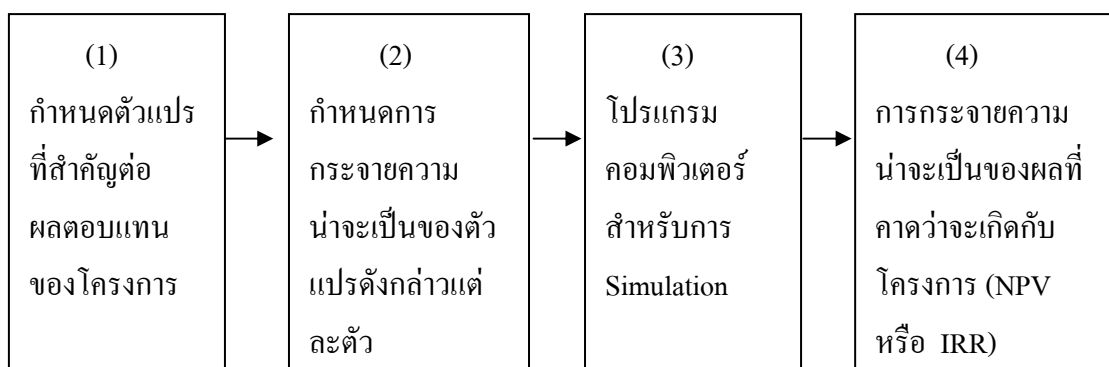 (1)
กำหนดตัวแปร
ที่สำคัญต่อ
ผลตอบแทน
ของโครงการ
(2)
กำหนดการ
กระจายความ
น่าจะเป็นของตัว
แปรดังกล่าวแต่
ละตัว
(3)
โปรแกรม
คอมพิวเตอร์
สำหรับการ
Simulation
(4)
การกระจายความ
น่าจะเป็นของผลที่
คาดว่าจะเกิดกับ
โครงการ (NPV
หรือ IRR)